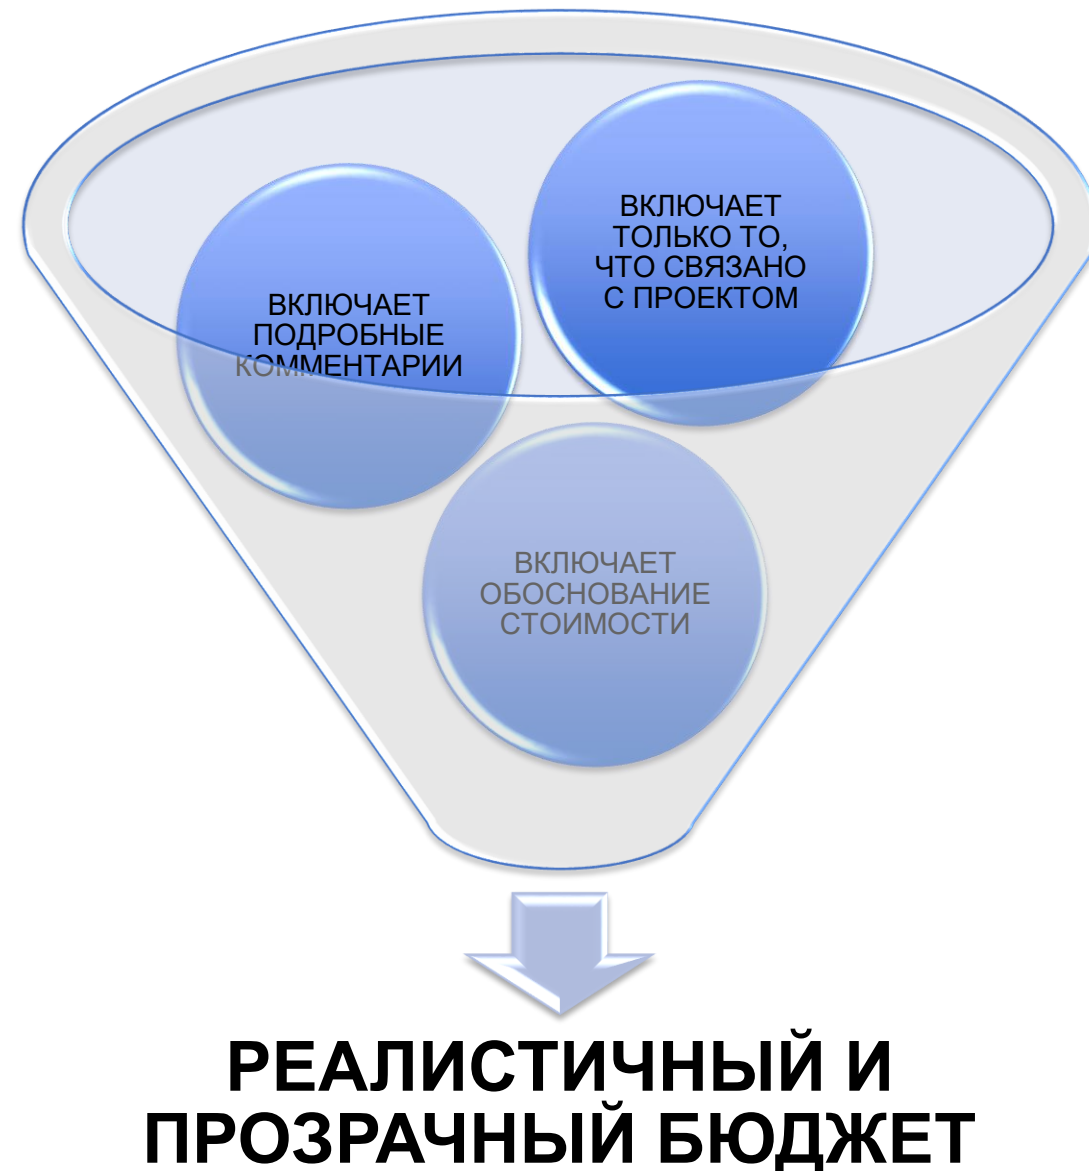 ВКЛЮЧАЕТ
ТОЛЬКО ТО,
ЧТО СВЯЗАНО
С ПРОЕКТОМ
ВКЛЮЧАЕТ
ПОДРОБНЫЕ
КОММЕНТАРИИ
ВКЛЮЧАЕТ
ОБОСНОВАНИЕ
СТОИМОСТИ
РЕАЛИСТИЧНЫЙ И
ПРОЗРАЧНЫЙ БЮДЖЕТ